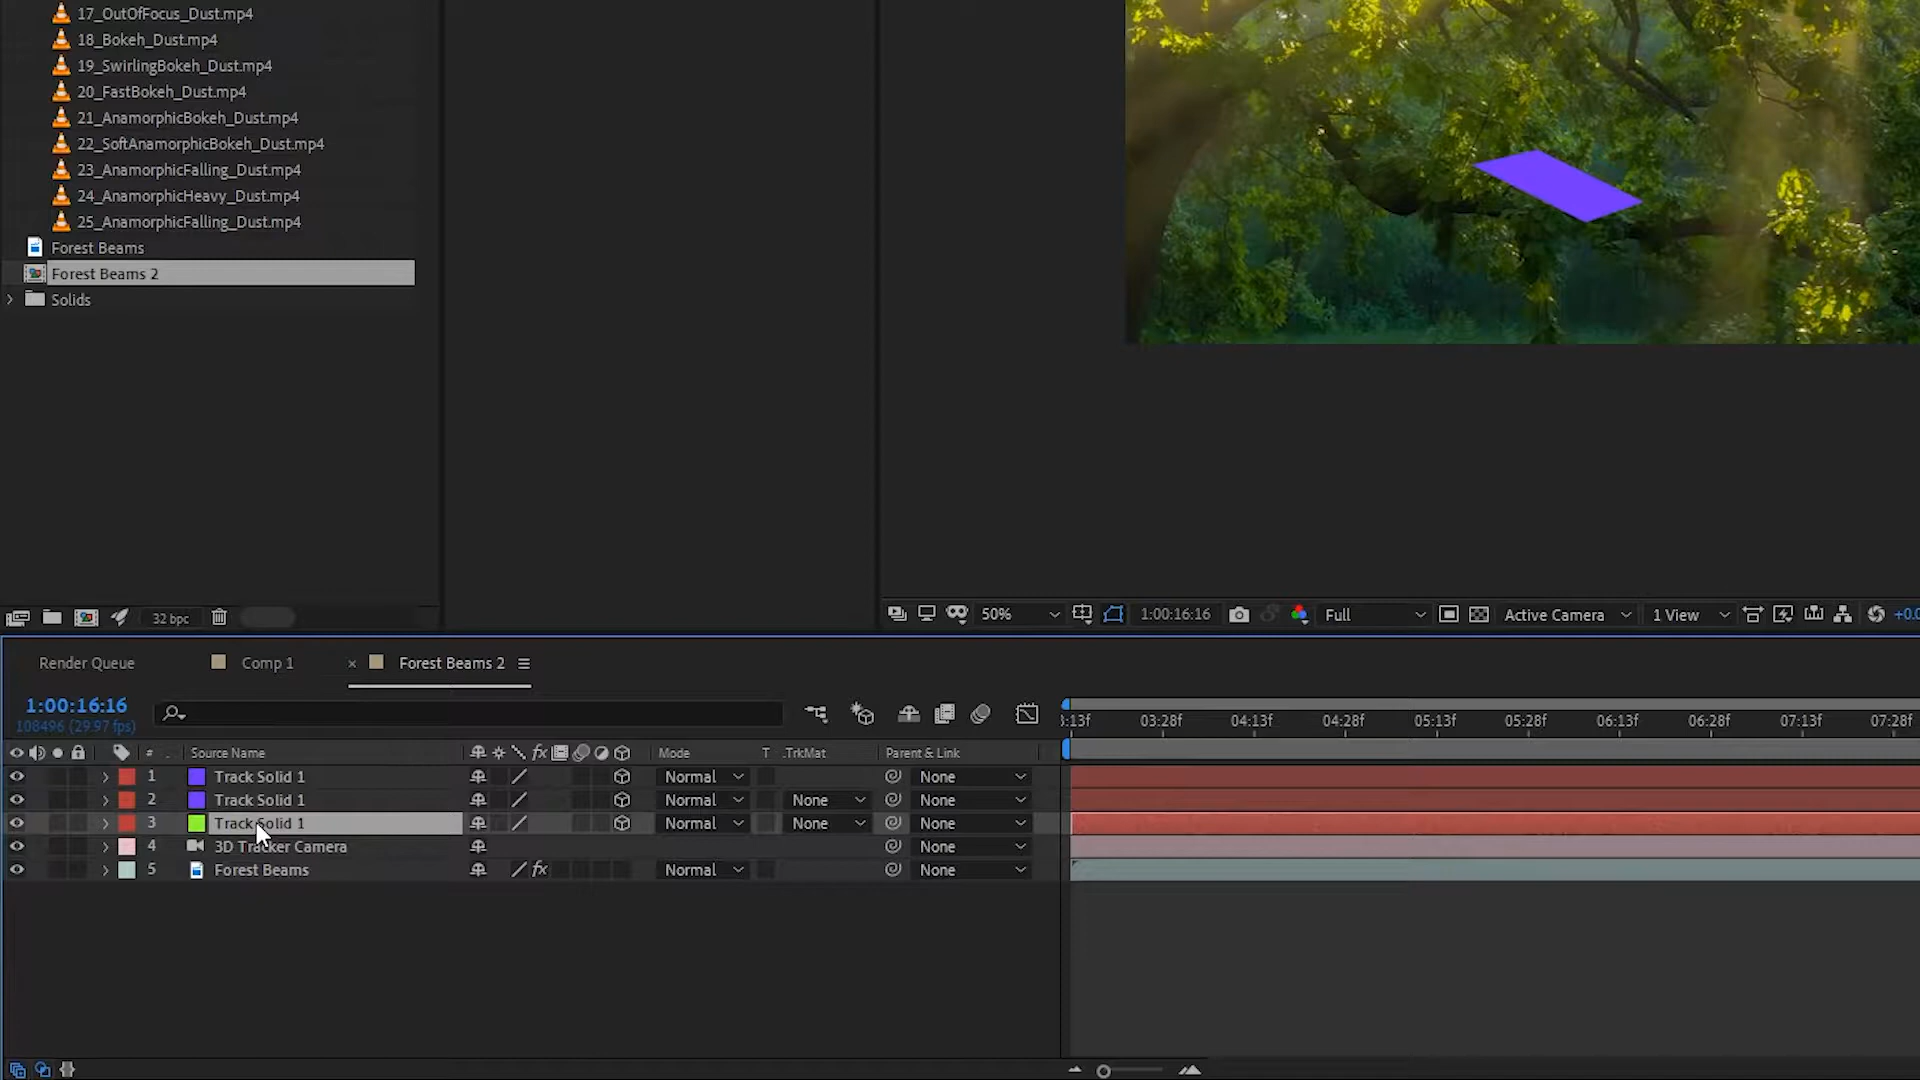 17_OutOfFocus_Dust.mp4
18_Bokeh_Dust.mp4
19_SwirlingBokeh_Dust.mp4
20_FastBokeh_Dust.mp4
21_AnamorphicBokeh_Dust.mp4
22_SoftAnamorphicBokeh_Dust.mp4
23_AnamorphicFalling_Dust.mp4
24_AnamorphicHeavy_Dust.mp4
25_AnamorphicFalling_Dust.mp4
Forest Beams
Forest Beams 2
Solids
32 bpc
50% 1:00:16:16 Full Active Camera 1 View +0.0
Render Queue Comp 1 × Forest Beams 2
1:00:16:16
108496 (29.97 fps)
:13f 03:28f 04:13f 04:28f 05:13f 05:28f 06:13f 06:28f 07:13f 07:28f
# Source Name fx Mode T .TrkMat Parent & Link
1 Track Solid 1 Normal None
2 Track Solid 1 Normal None None
3 Track Solid 1 Normal None None
4 3D Tracker Camera None
5 Forest Beams fx Normal None